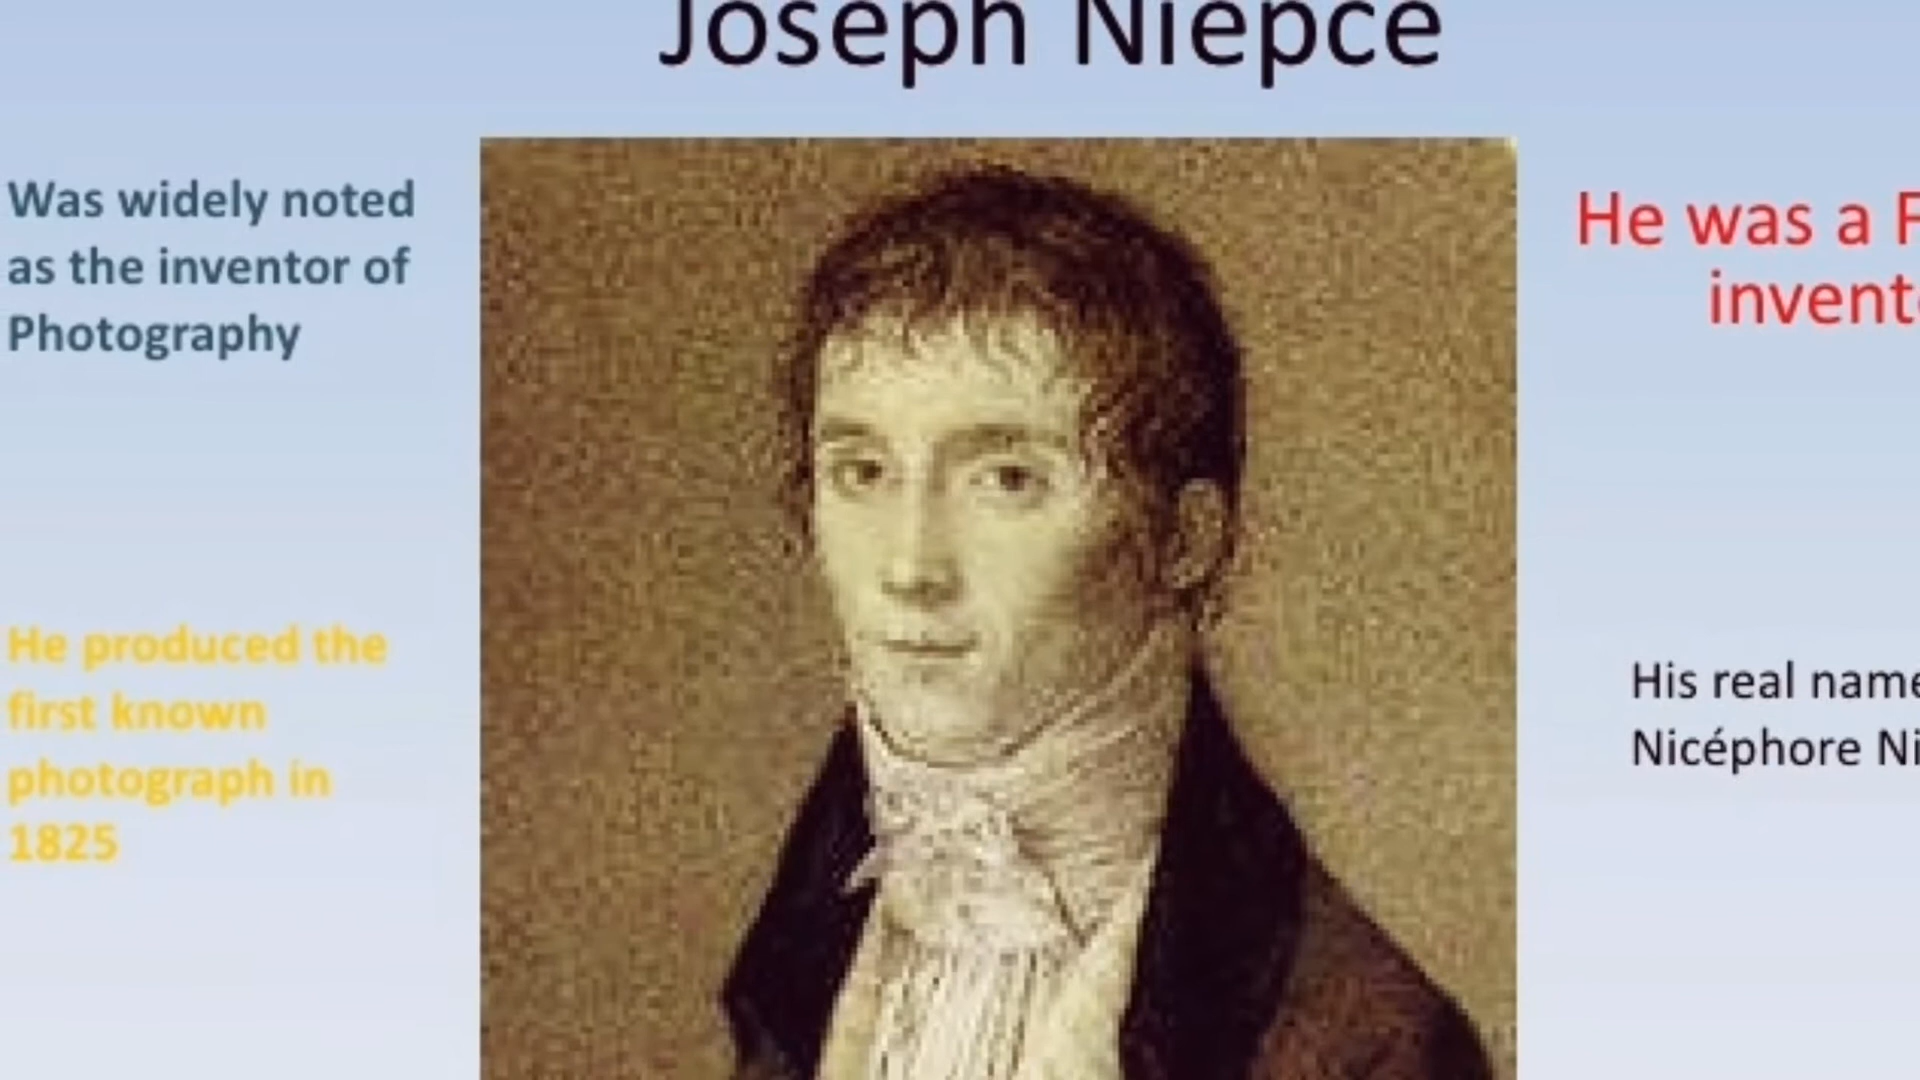 Joseph Niepce
Was widely noted
as the inventor of
Photography
He was a F
invent
He produced the
first known
photograph in
1825
His real name
Nicéphore Ni